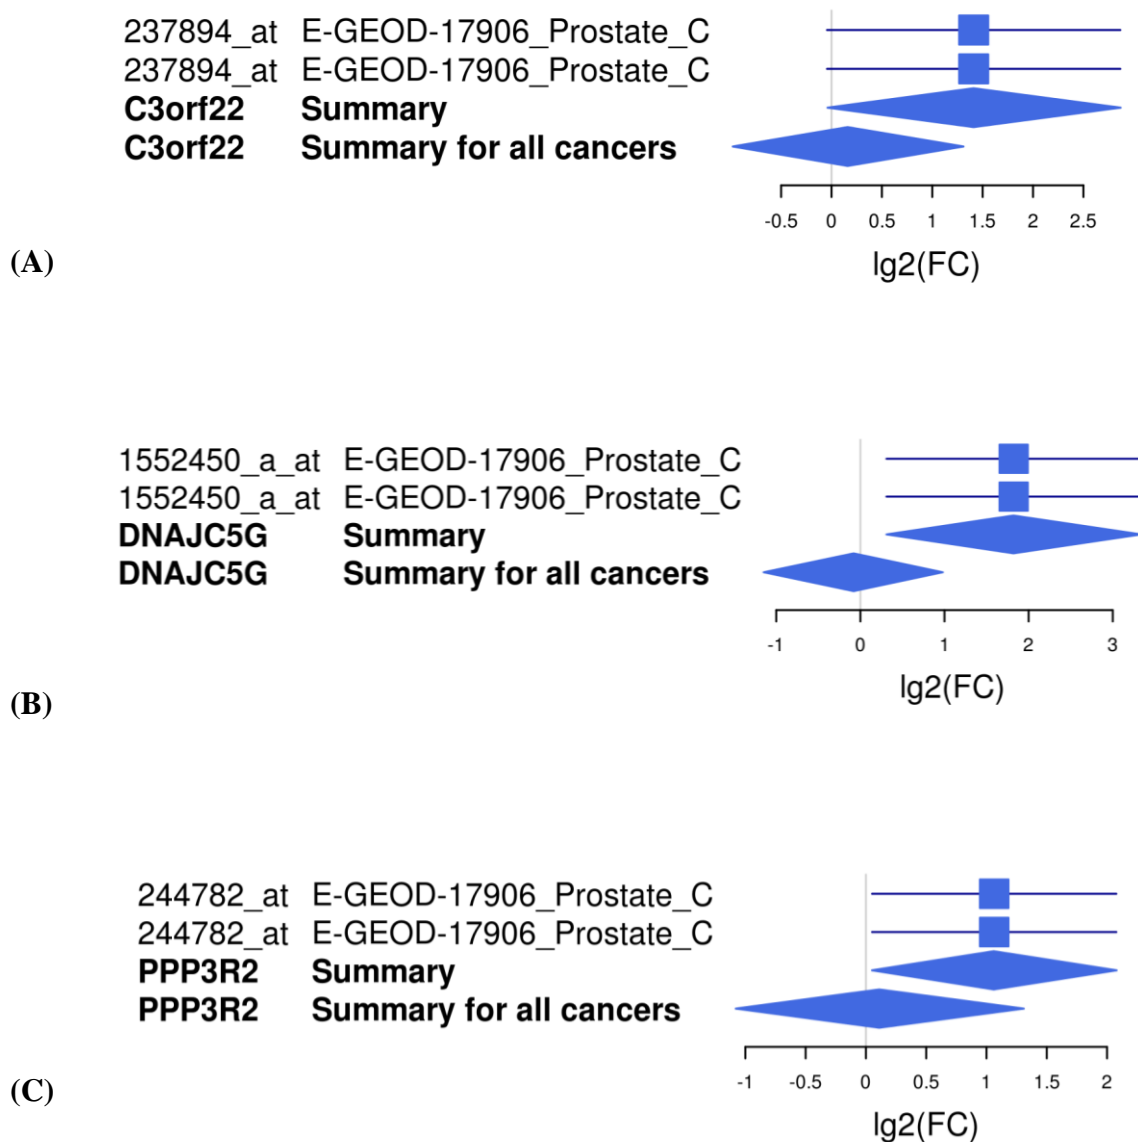 237894_at E-GEOD-17906_Prostate_C
237894_at E-GEOD-17906_Prostate_C
C3orf22 Summary
C3orf22 Summary for all cancers
-0.5 0 0.5 1 1.5 2 2.5
lg2(FC)
(A)
1552450_a_at E-GEOD-17906_Prostate_C
1552450_a_at E-GEOD-17906_Prostate_C
DNAJC5G Summary
DNAJC5G Summary for all cancers
-1 0 1 2 3
lg2(FC)
(B)
244782_at E-GEOD-17906_Prostate_C
244782_at E-GEOD-17906_Prostate_C
PPP3R2 Summary
PPP3R2 Summary for all cancers
-1 -0.5 0 0.5 1 1.5 2
lg2(FC)
(C)